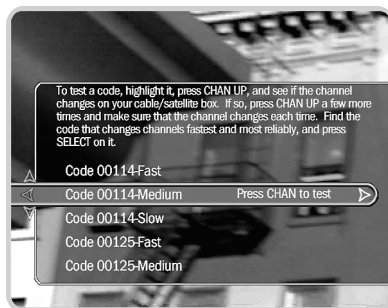 To test a code, highlight it, press CHAN UP, and see if the channel
changes on your cable/satellite box. If so, press CHAN UP a few more
times and make sure that the channel changes each time. Find the
code that changes channels fastest and most reliably, and press
SELECT on it.
Code 00114-Fast
Code 00114-Medium Press CHAN to test
Code 00114-Slow
Code 00125-Fast
Code 00125-Medium